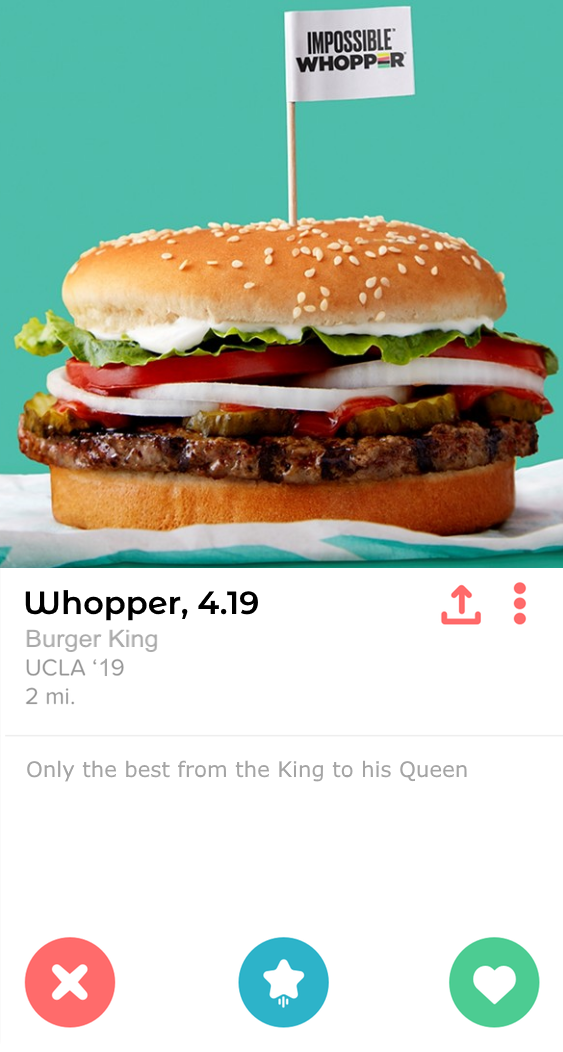 IMPOSSIBLE™
WHOPPER
Whopper, 4.19
Burger King
UCLA ‘19
2 mi.
Only the best from the King to his Queen